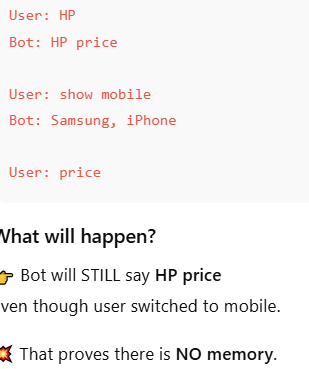 User: HP
Bot: HP price
User: show mobile
Bot: Samsung, iPhone
User: price
What will happen?
👉 Bot will STILL say HP price
ven though user switched to mobile.
💥 That proves there is NO memory.